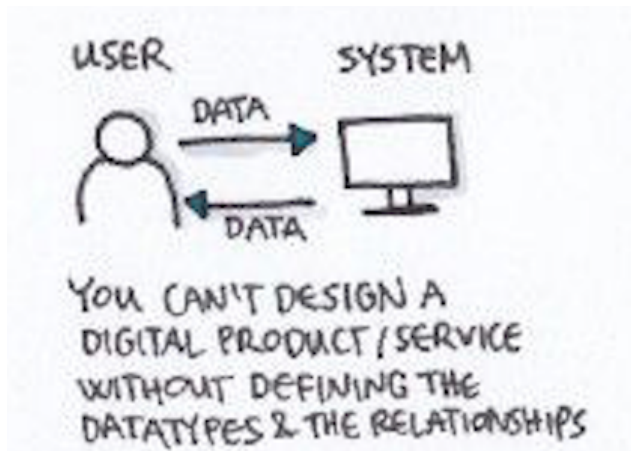 USER
SYSTEM
DATA
DATA
YOU CAN'T DESIGN A
DIGITAL PRODUCT/SERVICE
WITHOUT DEFINING THE
DATATYPES & THE RELATIONSHIPS